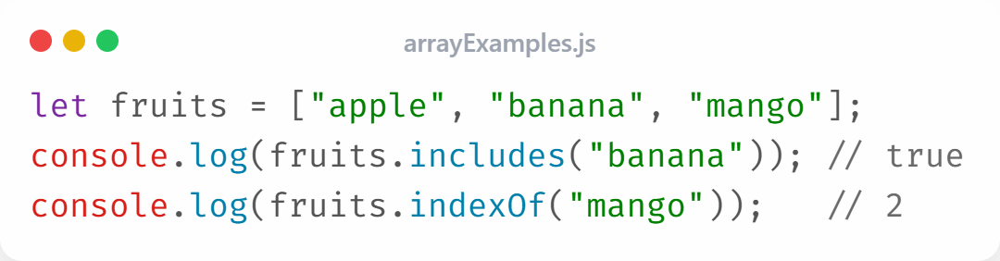 arrayExamples.js
let fruits = ["apple", "banana", "mango"];
console.log(fruits.includes("banana")); // true
console.log(fruits.indexOf("mango"));   // 2